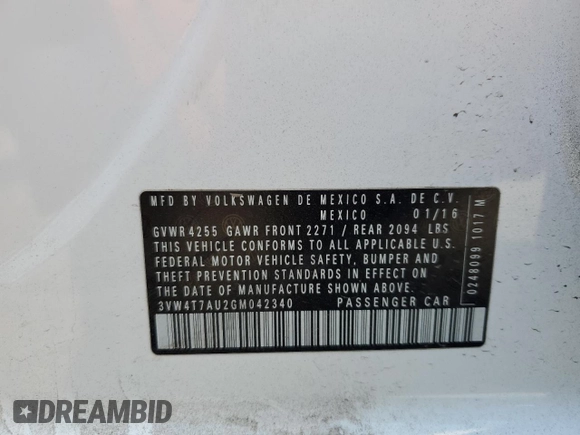 MFD BY VOLKSWAGEN DE MEXICO S.A. DE C.V.
MEXICO 01/16
GVWR 4255 GAWR FRONT 2271 / REAR 2094 LBS
THIS VEHICLE CONFORMS TO ALL APPLICABLE U.S.
FEDERAL MOTOR VEHICLE SAFETY, BUMPER AND
THEFT PREVENTION STANDARDS IN EFFECT ON
THE DATE OF MANUFACTURE SHOWN ABOVE.
3VW4T7AU2GM042340 PASSENGER CAR
0248099 1017 M
DREAMBID